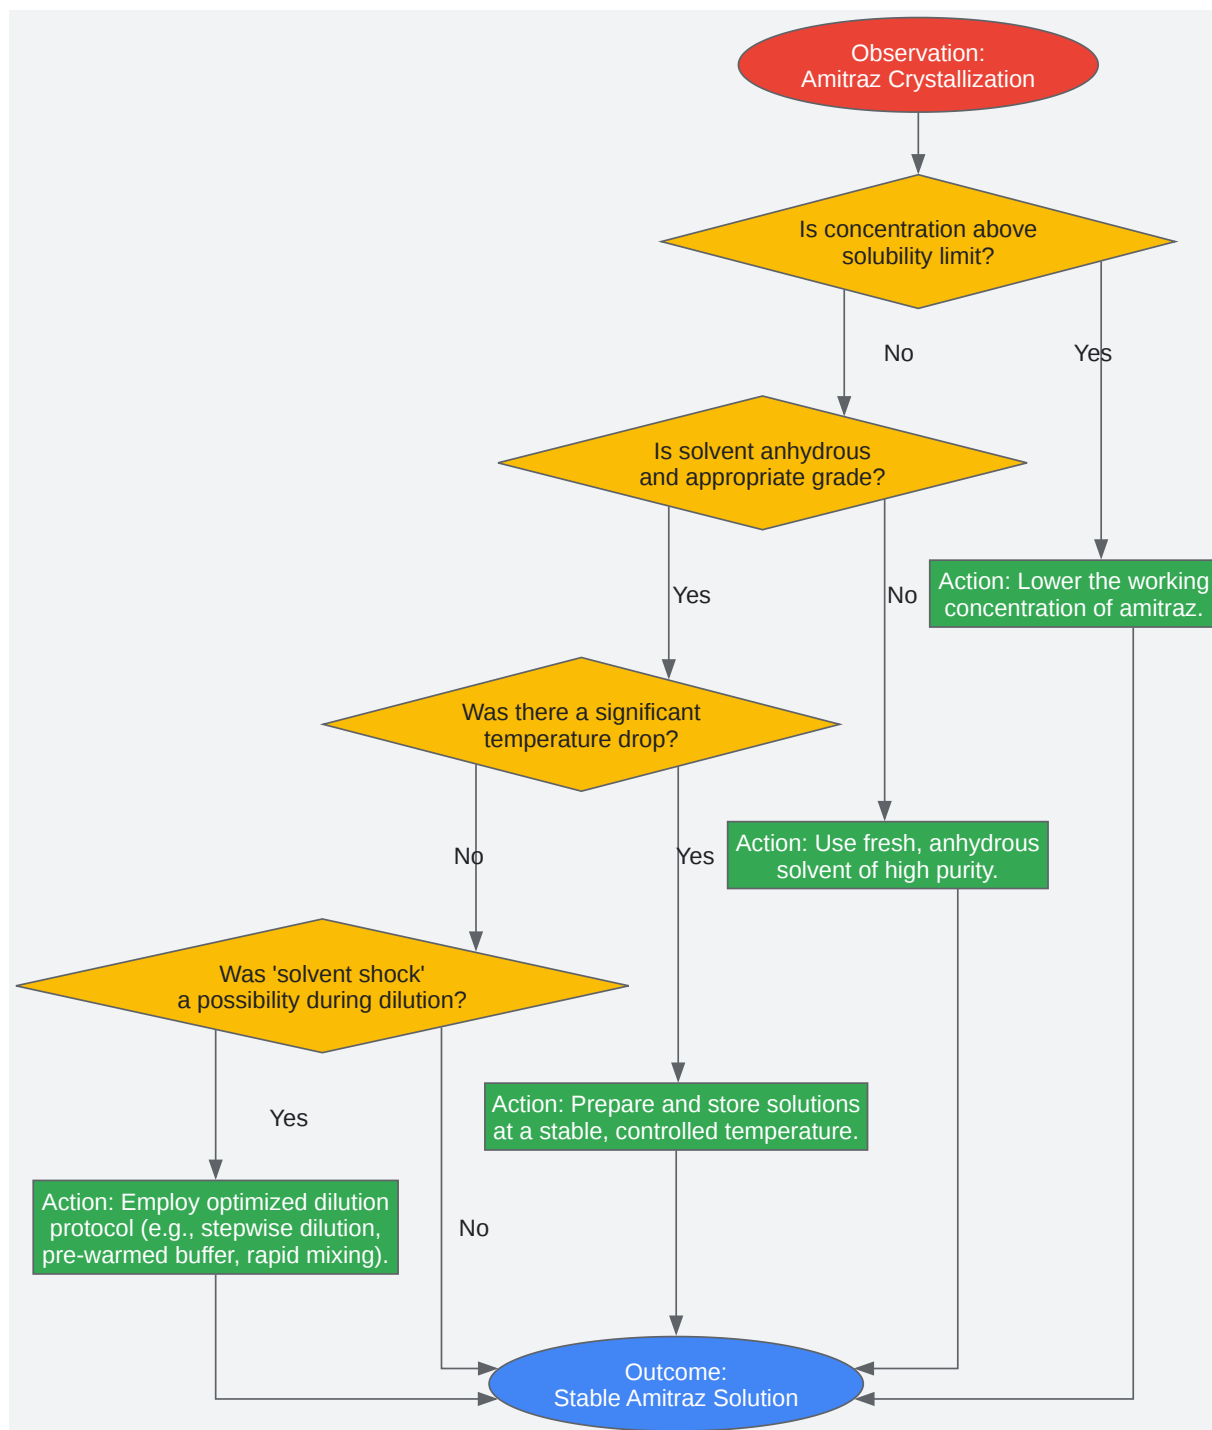 Observation:
Amitraz Crystallization
Is concentration above
solubility limit?
No
Yes
Is solvent anhydrous
and appropriate grade?
Yes
No
Action: Lower the working
concentration of amitraz.
Was there a significant
temperature drop?
No
Yes
Action: Use fresh, anhydrous
solvent of high purity.
Was 'solvent shock'
a possibility during dilution?
Yes
No
Action: Prepare and store solutions
at a stable, controlled temperature.
Action: Employ optimized dilution
protocol (e.g., stepwise dilution,
pre-warmed buffer, rapid mixing).
Outcome:
Stable Amitraz Solution